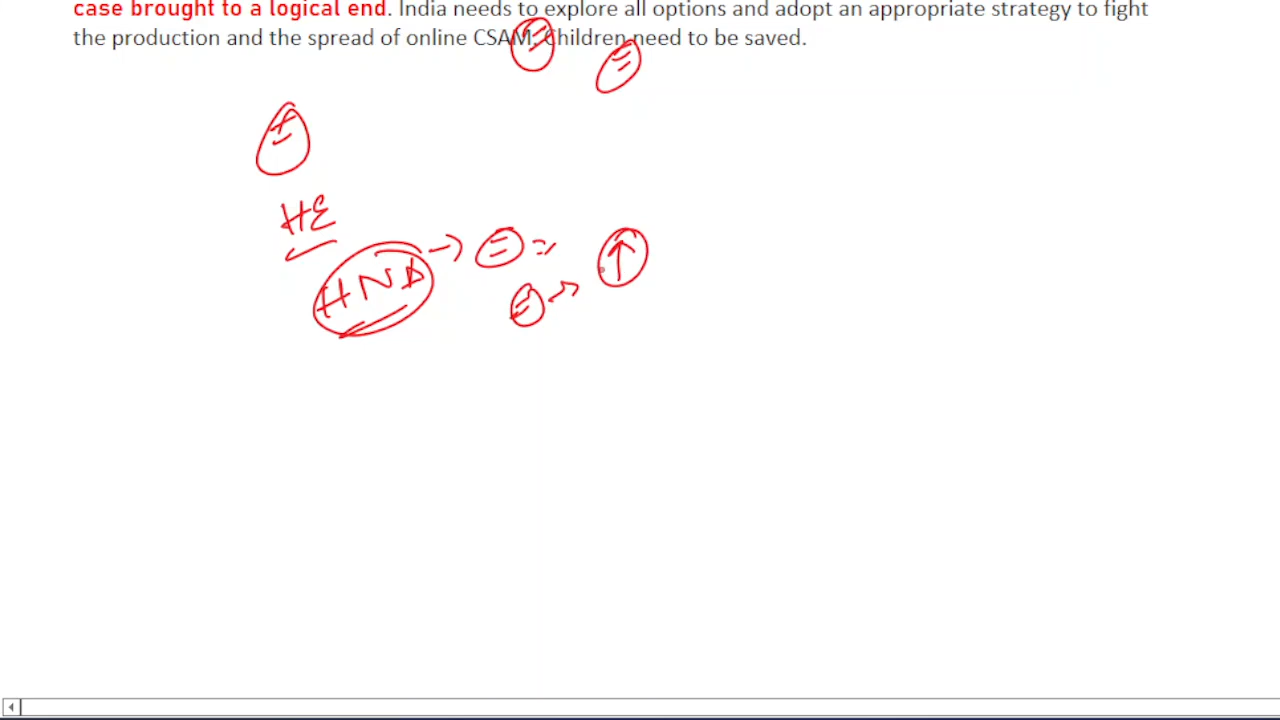 case brought to a logical end. India needs to explore all options and adopt an appropriate strategy to fight
the production and the spread of online CSAM. Children need to be saved.
HE
HNA